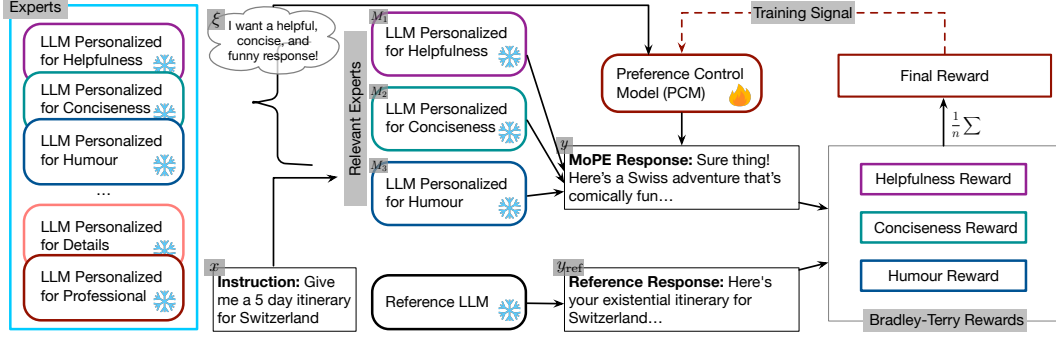 Experts
LLM Personalized
for Helpfulness
LLM Personalized
for Conciseness
LLM Personalized
for Humour
...
LLM Personalized
for Details
LLM Personalized
for Professional
ξ
I want a helpful,
concise, and
funny response!
x
Instruction: Give
me a 5 day itinerary
for Switzerland
Relevant Experts
M₁
LLM Personalized
for Helpfulness
M₂
LLM Personalized
for Conciseness
M₃
LLM Personalized
for Humour
Reference LLM
Preference Control
Model (PCM)
y
MoPE Response: Sure thing!
Here's a Swiss adventure that's
comically fun...
y_ref
Reference Response: Here's
your existential itinerary for
Switzerland...
Training Signal
Final Reward
1/n ∑
Helpfulness Reward
Conciseness Reward
Humour Reward
Bradley-Terry Rewards